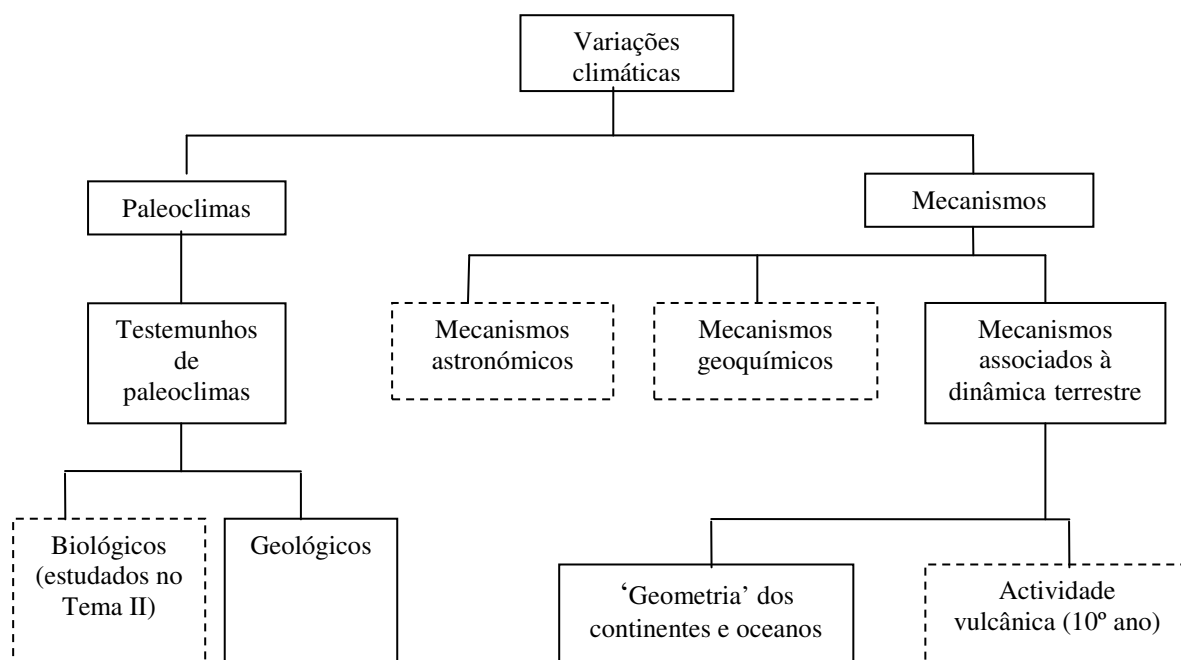 Variações
climáticas
Paleoclimas
Mecanismos
Testemunhos
de
paleoclimas
Mecanismos
astronómicos
Mecanismos
geoquímicos
Mecanismos
associados à
dinâmica terrestre
Biológicos
(estudados no
Tema II)
Geológicos
‘Geometria’ dos
continentes e oceanos
Actividade
vulcânica (10º ano)